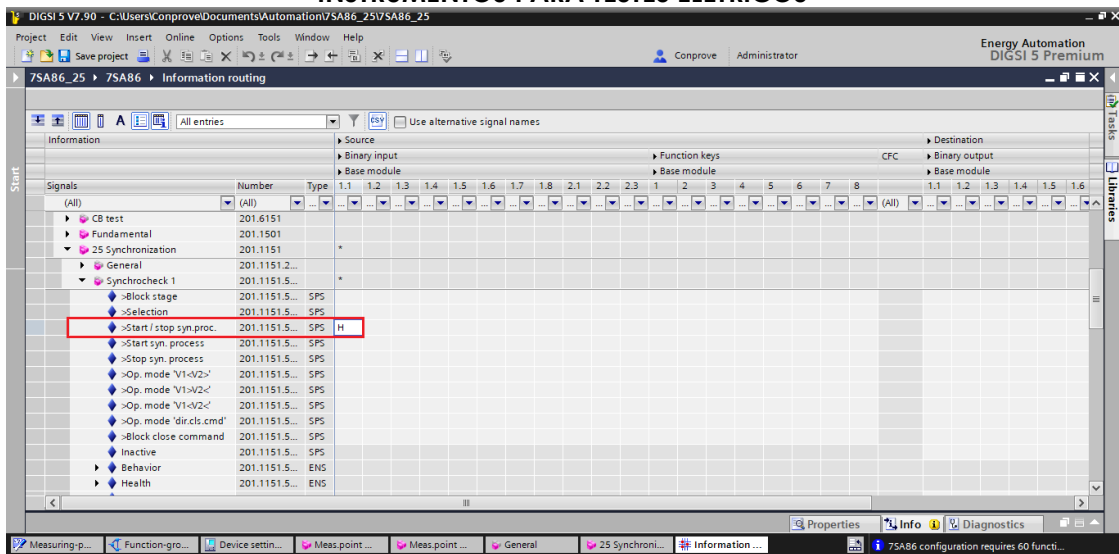 INSTRUMENTOS PARA TESTES ELÉTRICOS
DIGSI 5 V7.90 - C:\Users\Conprove\Documents\Automation\7SA86_25\7SA86_25
Project Edit View Insert Online Options Tools Window Help
Save project
Conprove Administrator
Energy Automation
DIGSI 5 Premium
7SA86_25 7SA86 Information routing
A All entries csv Use alternative signal names
Information Source Destination
Binary input Function keys CFC Binary output
Base module Base module Base module
Signals Number Type 1.1 1.2 1.3 1.4 1.5 1.6 1.7 1.8 2.1 2.2 2.3 1 2 3 4 5 6 7 8 1.1 1.2 1.3 1.4 1.5 1.6
(All) (All) ... ... ... ... ... ... ... ... ... ... ... ... ... ... ... ... ... ... ... ... (All) ... ... ... ... ...
CB test 201.6151
Fundamental 201.1501
25 Synchronization 201.1151 *
General 201.1151.2...
Synchrocheck 1 201.1151.5... *
>Block stage 201.1151.5... SPS
>Selection 201.1151.5... SPS
>Start / stop syn.proc. 201.1151.5... SPS H
>Start syn. process 201.1151.5... SPS
>Stop syn. process 201.1151.5... SPS
>Op. mode 'V1<V2>' 201.1151.5... SPS
>Op. mode 'V1>V2<' 201.1151.5... SPS
>Op. mode 'V1<V2<' 201.1151.5... SPS
>Op. mode 'dir.cls.cmd' 201.1151.5... SPS
>Block close command 201.1151.5... SPS
Inactive 201.1151.5... SPS
Behavior 201.1151.5... ENS
Health 201.1151.5... ENS
Start
Tasks
Libraries
Properties Info Diagnostics
Measuring-p... Function-gro... Device settin... Meas.point ... Meas.point ... General 25 Synchroni... Information ... 7SA86 configuration requires 60 functi...